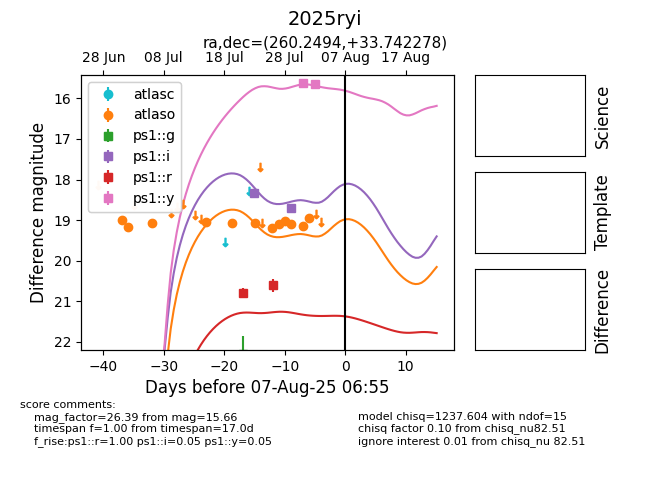 2025ryi
ra,dec=(260.2494,+33.742278)
28 Jun 08 Jul 18 Jul 28 Jul 07 Aug 17 Aug
atlasc
atlaso
ps1::g
ps1::i
ps1::r
ps1::y
16
17
18
19
20
21
22
Difference magnitude
−40 −30 −20 −10 0 10
Days before 07-Aug-25 06:55
Science
Template
Difference
score comments:
mag_factor=26.39 from mag=15.66
timespan f=1.00 from timespan=17.0d
f_rise:ps1::r=1.00 ps1::i=0.05 ps1::y=0.05
model chisq=1237.604 with ndof=15
chisq factor 0.10 from chisq_nu82.51
ignore interest 0.01 from chisq_nu 82.51